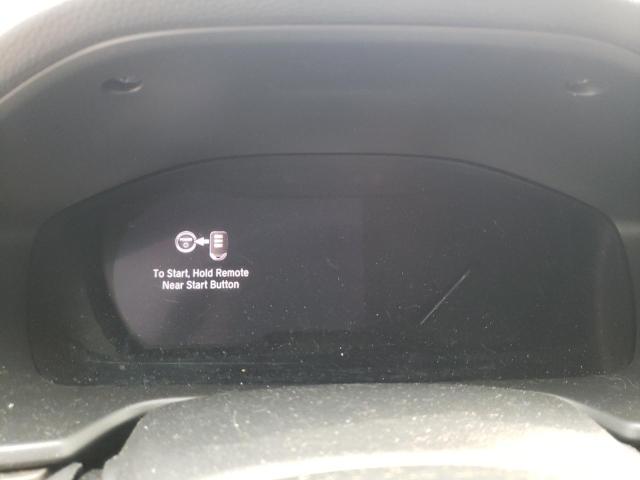 To Start, Hold Remote
Near Start Button